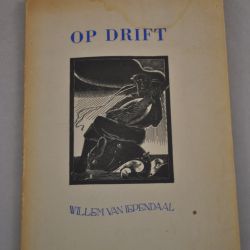 OP DRIFT
WILLEM VAN IEPENDAAL